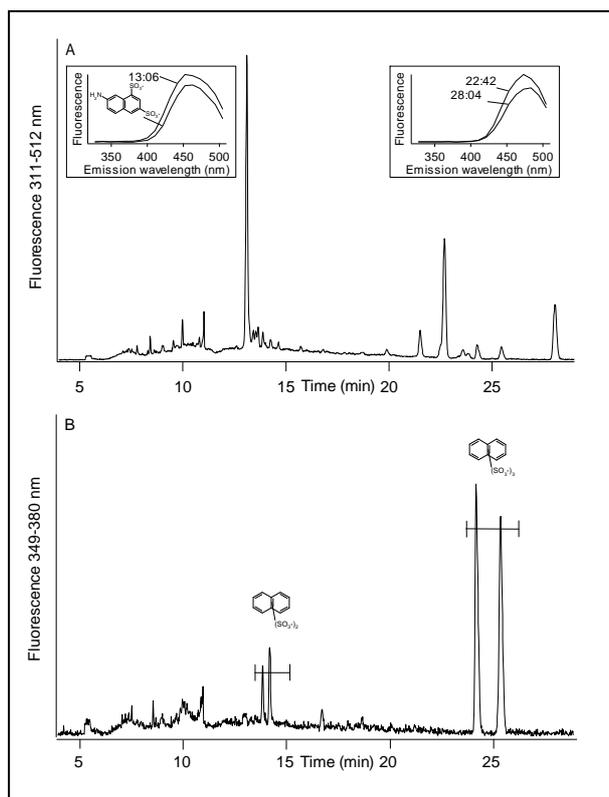 A
Fluorescence 311-512 nm
Fluorescence
13:06
H₂N
SO₃⁻
SO₃⁻
350 400 450 500
Emission wavelength (nm)
Fluorescence
22:42
28:04
350 400 450 500
Emission wavelength (nm)
5 10 15 20 25
Time (min)
B
Fluorescence 349-380 nm
(SO₃⁻)₂
(SO₃⁻)₃
5 10 15 20 25
Time (min)